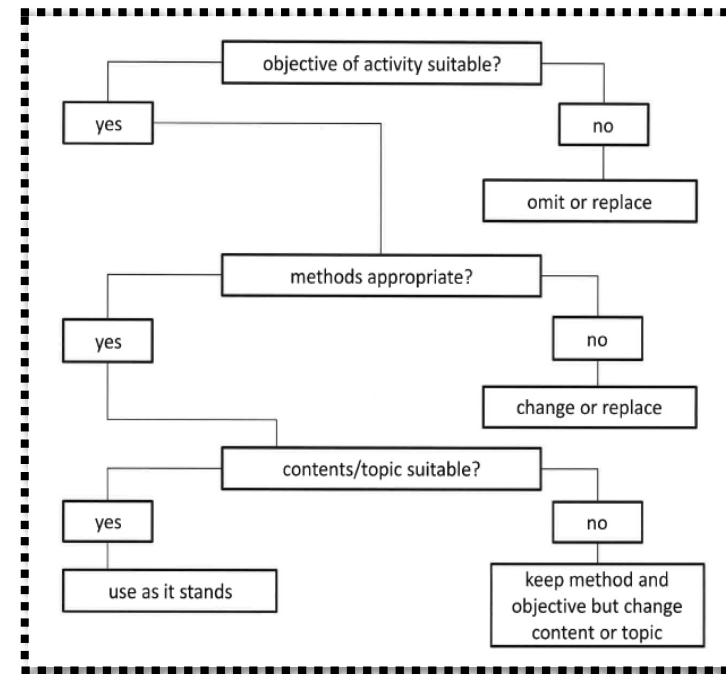 objective of activity suitable?
yes
no
omit or replace
methods appropriate?
yes
no
change or replace
contents/topic suitable?
yes
no
use as it stands
keep method and
objective but change
content or topic